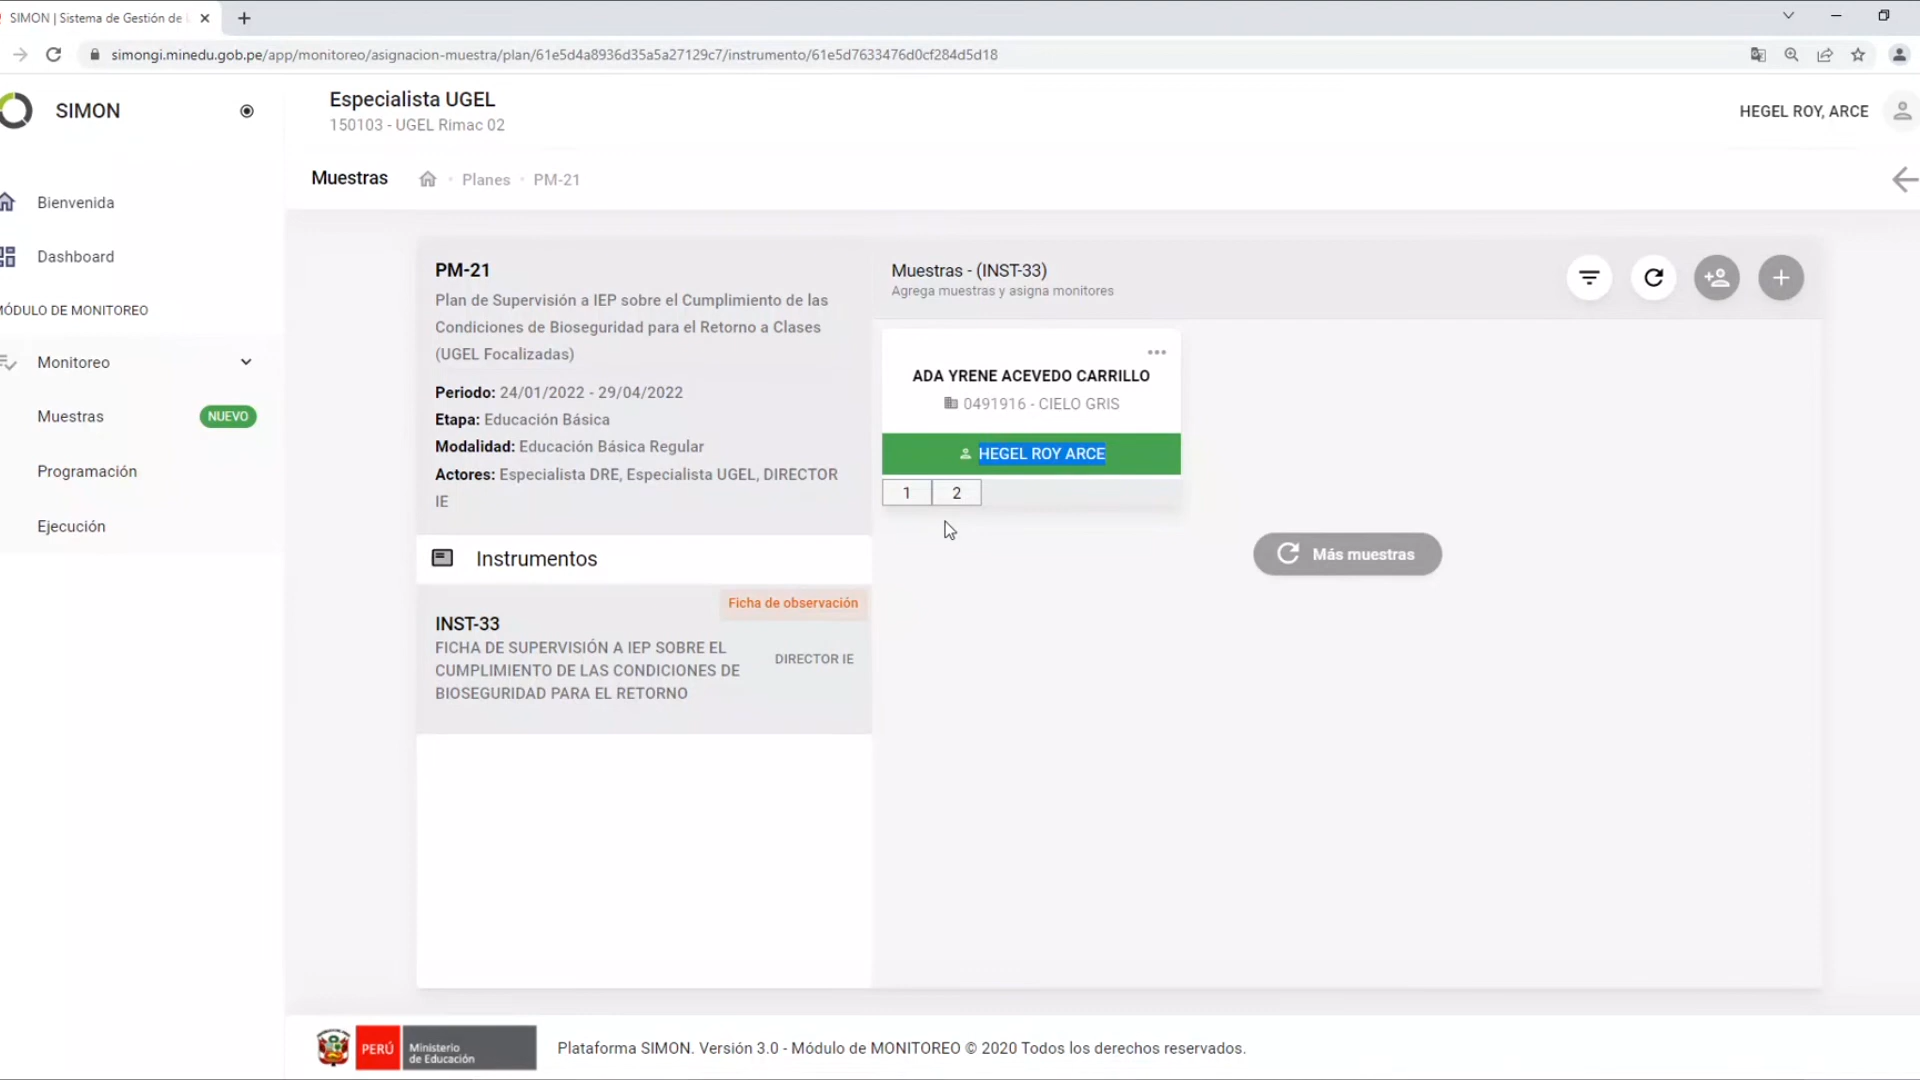 SIMON | Sistema de Gestión de
simongi.minedu.gob.pe/app/monitoreo/asignacion-muestra/plan/61e5d4a8936d35a5a27129c7/instrumento/61e5d7633476d0cf284d5d18
SIMON
Especialista UGEL
150103 - UGEL Rimac 02
HEGEL ROY, ARCE
Muestras
Planes
PM-21
Bienvenida
Dashboard
MÓDULO DE MONITOREO
Monitoreo
Muestras
NUEVO
Programación
Ejecución
PM-21
Plan de Supervisión a IEP sobre el Cumplimiento de las
Condiciones de Bioseguridad para el Retorno a Clases
(UGEL Focalizadas)
Periodo: 24/01/2022 - 29/04/2022
Etapa: Educación Básica
Modalidad: Educación Básica Regular
Actores: Especialista DRE, Especialista UGEL, DIRECTOR
IE
Instrumentos
Ficha de observación
INST-33
FICHA DE SUPERVISIÓN A IEP SOBRE EL
CUMPLIMIENTO DE LAS CONDICIONES DE
BIOSEGURIDAD PARA EL RETORNO
DIRECTOR IE
Muestras - (INST-33)
Agrega muestras y asigna monitores
ADA YRENE ACEVEDO CARRILLO
0491916 - CIELO GRIS
HEGEL ROY ARCE
1 2
Más muestras
PERÚ
Ministerio
de Educación
Plataforma SIMON. Versión 3.0 - Módulo de MONITOREO © 2020 Todos los derechos reservados.